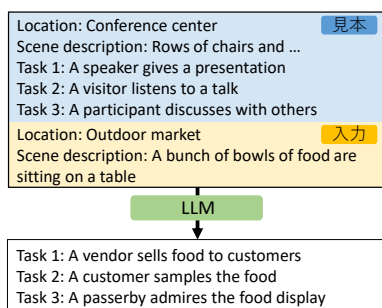 Location: Conference center
見本
Scene description: Rows of chairs and ...
Task 1: A speaker gives a presentation
Task 2: A visitor listens to a talk
Task 3: A participant discusses with others
Location: Outdoor market
入力
Scene description: A bunch of bowls of food are
sitting on a table
LLM
Task 1: A vendor sells food to customers
Task 2: A customer samples the food
Task 3: A passerby admires the food display